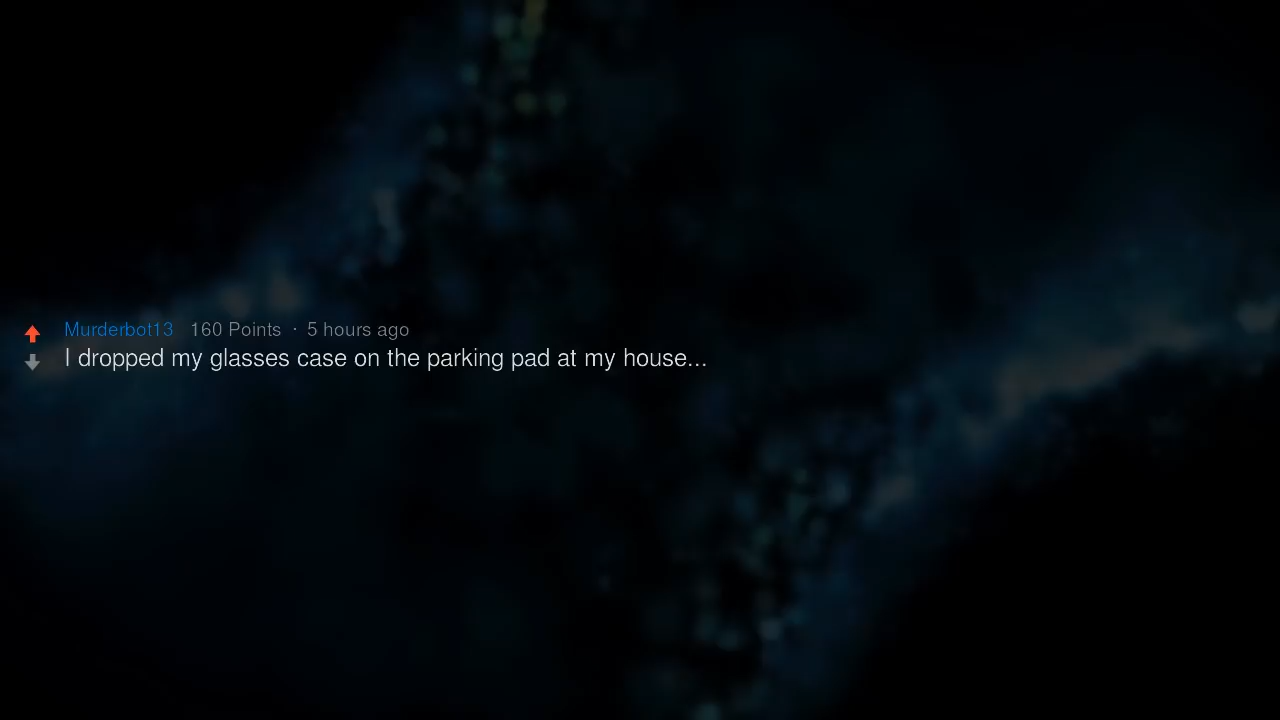 Murderbot13 160 Points · 5 hours ago
I dropped my glasses case on the parking pad at my house...